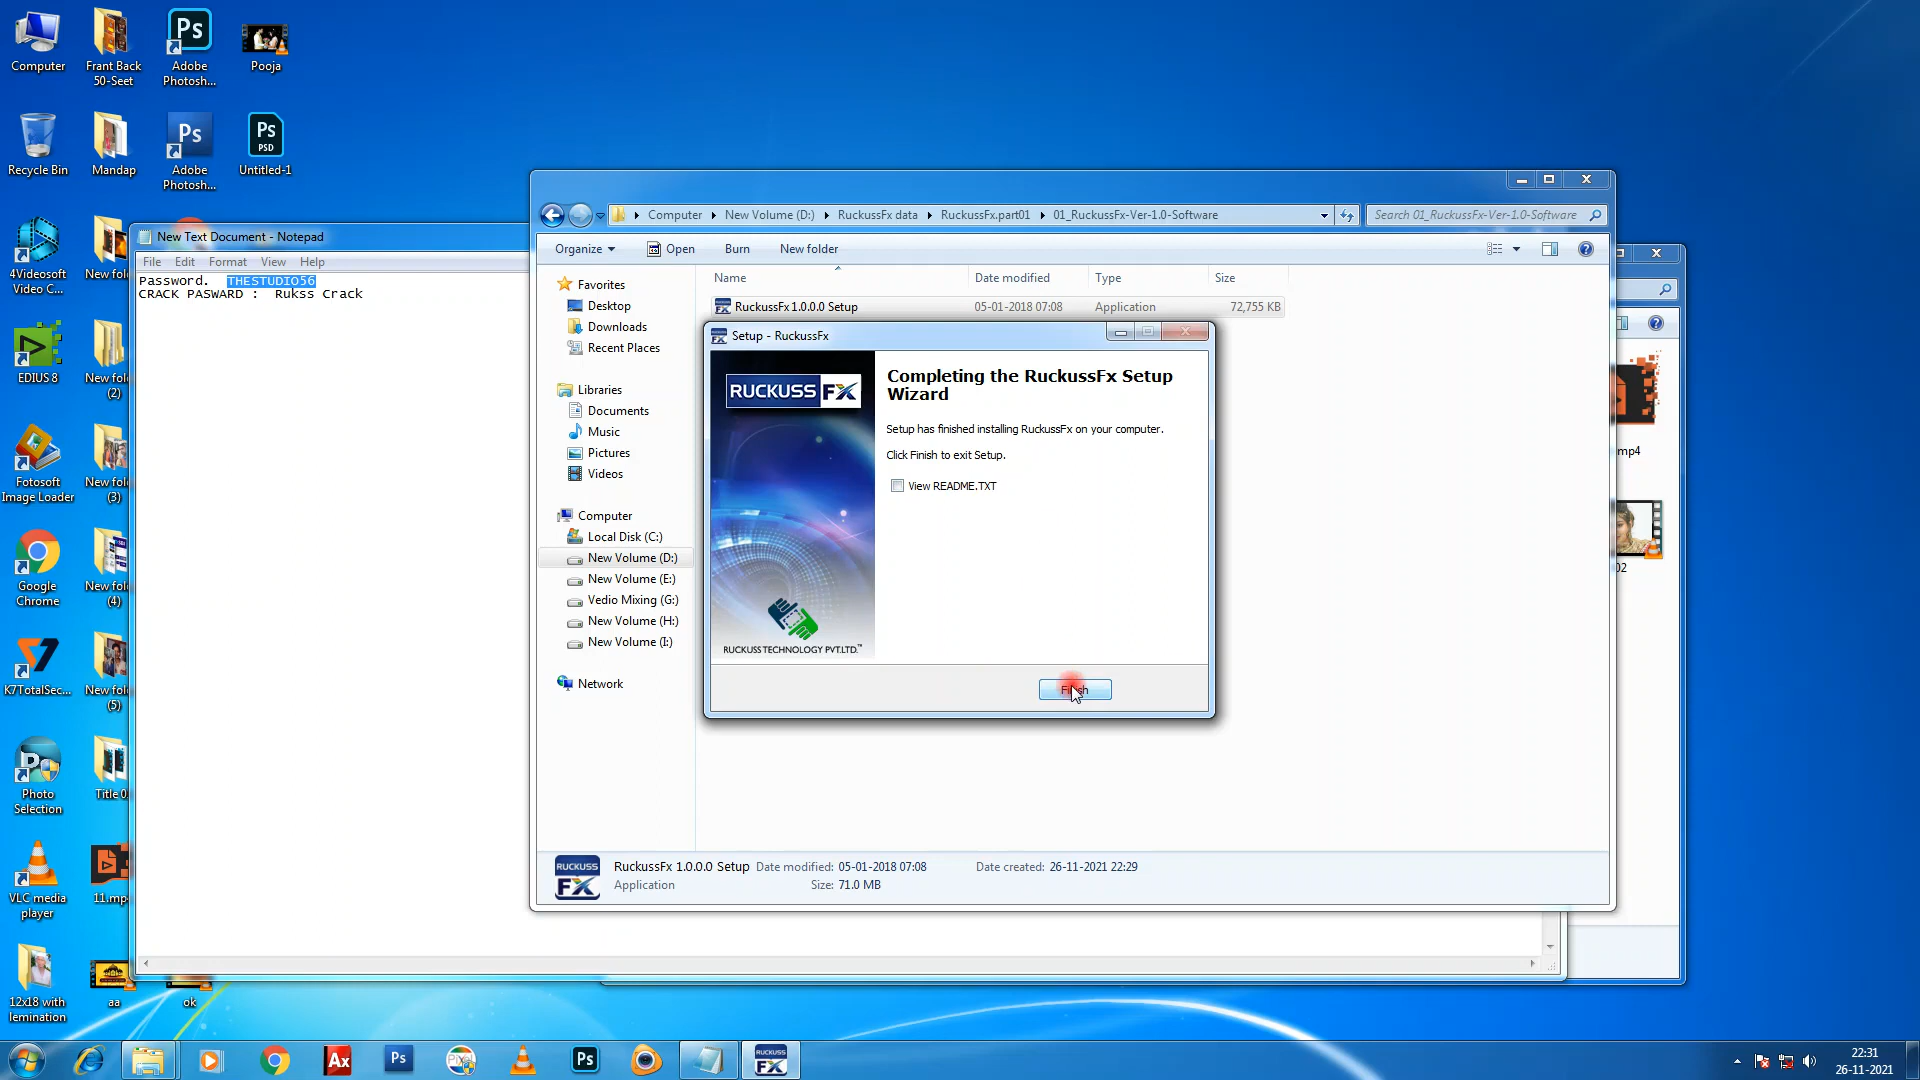 Computer
Frant Back
50-Seet
Adobe
Photosh...
Pooja
Recycle Bin
Mandap
Adobe
Photosh...
Untitled-1
4Videosoft
Video C...
New fol
EDIUS 8
New fol
(2)
Fotosoft
Image Loader
New fol
(3)
Google
Chrome
New fol
(4)
K7TotalSec...
New fol
(5)
Photo
Selection
Title 0
VLC media
player
11.mp
12x18 with
lemination
aa
ok
New Text Document - Notepad
File Edit Format View Help
Password. THESTUDIO56
CRACK PASWARD : Rukss Crack
Computer New Volume (D:) RuckussFx data RuckussFx.part01 01_RuckussFx-Ver-1.0-Software
Search 01_RuckussFx-Ver-1.0-Software
Organize Open Burn New folder
Favorites
Desktop
Downloads
Recent Places
Libraries
Documents
Music
Pictures
Videos
Computer
Local Disk (C:)
New Volume (D:)
New Volume (E:)
Vedio Mixing (G:)
New Volume (H:)
New Volume (I:)
Network
Name Date modified Type Size
RuckussFx 1.0.0.0 Setup 05-01-2018 07:08 Application 72,755 KB
Setup - RuckussFx
RUCKUSS FX
RUCKUSS TECHNOLOGY PVT.LTD.™
Completing the RuckussFx Setup
Wizard
Setup has finished installing RuckussFx on your computer.
Click Finish to exit Setup.
View README.TXT
RUCKUSS
FX
RuckussFx 1.0.0.0 Setup Date modified: 05-01-2018 07:08 Date created: 26-11-2021 22:29
Application Size: 71.0 MB
mp4
02
Ps
Ps
Ps
PSD
Ax
Ps
Ps
RUCKUSS
FX
22:31
26-11-2021